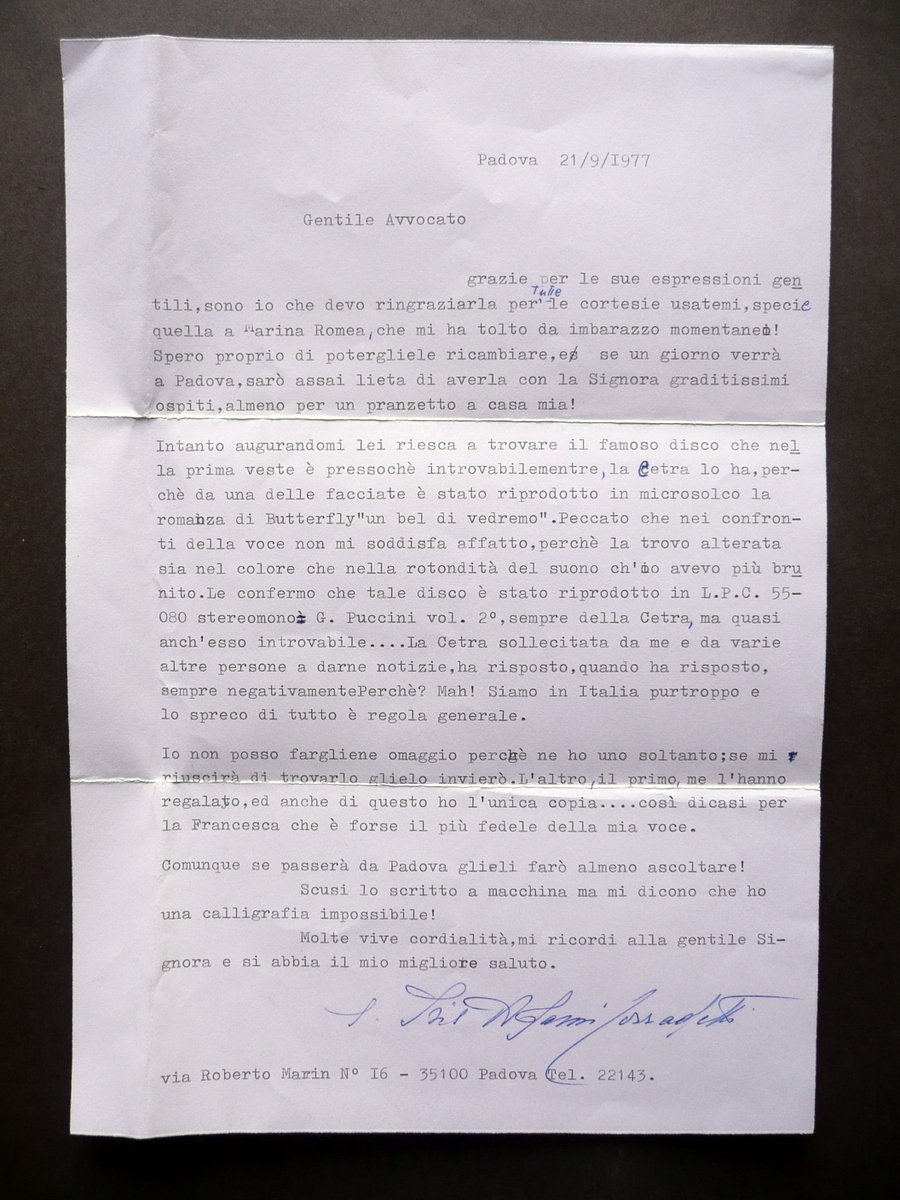 Padova 21/9/I977
Gentile Avvocato
grazie per le sue espressioni gen
Tutte
tili,sono io che devo ringraziarla per le cortesie usatemi,specie
quella a Marina Romea,che mi ha tolto da imbarazzo momentaneo!
Spero proprio di potergliele ricambiare,e se un giorno verrà
a Padova,sarò assai lieta di averla con la Signora graditissimi
ospiti,almeno per un pranzetto a casa mia!
Intanto augurandomi lei riesca a trovare il famoso disco che nel
la prima veste è pressochè introvabilementre,la Cetra lo ha,per-
chè da una delle facciate è stato riprodotto in microsolco la
romanza di Butterfly"un bel di vedremo".Peccato che nei confron-
ti della voce non mi soddisfa affatto,perchè la trovo alterata
sia nel colore che nella rotondità del suono ch'io avevo più bru
nito.Le confermo che tale disco è stato riprodotto in L.P.C. 55-
080 stereomono: G. Puccini vol. 2º,sempre della Cetra,ma quasi
anch'esso introvabile....La Cetra sollecitata da me e da varie
altre persone a darne notizie,ha risposto,quando ha risposto,
sempre negativamentePerchè? Mah! Siamo in Italia purtroppo e
lo spreco di tutto è regola generale.
Io non posso fargliene omaggio perchè ne ho uno soltanto;se mi
riuscirà di trovarlo glielo invierò.L'altro,il primo,me l'hanno
regalato,ed anche di questo ho l'unica copia....così dicasi per
la Francesca che è forse il più fedele della mia voce.
Comunque se passerà da Padova glieli farò almeno ascoltare!
Scusi lo scritto a macchina ma mi dicono che ho
una calligrafia impossibile!
Molte vive cordialità,mi ricordi alla gentile Si-
gnora e si abbia il mio migliore saluto.
Iris Adami Corradetti
via Roberto Marin Nº I6 - 35100 Padova Tel. 22143.